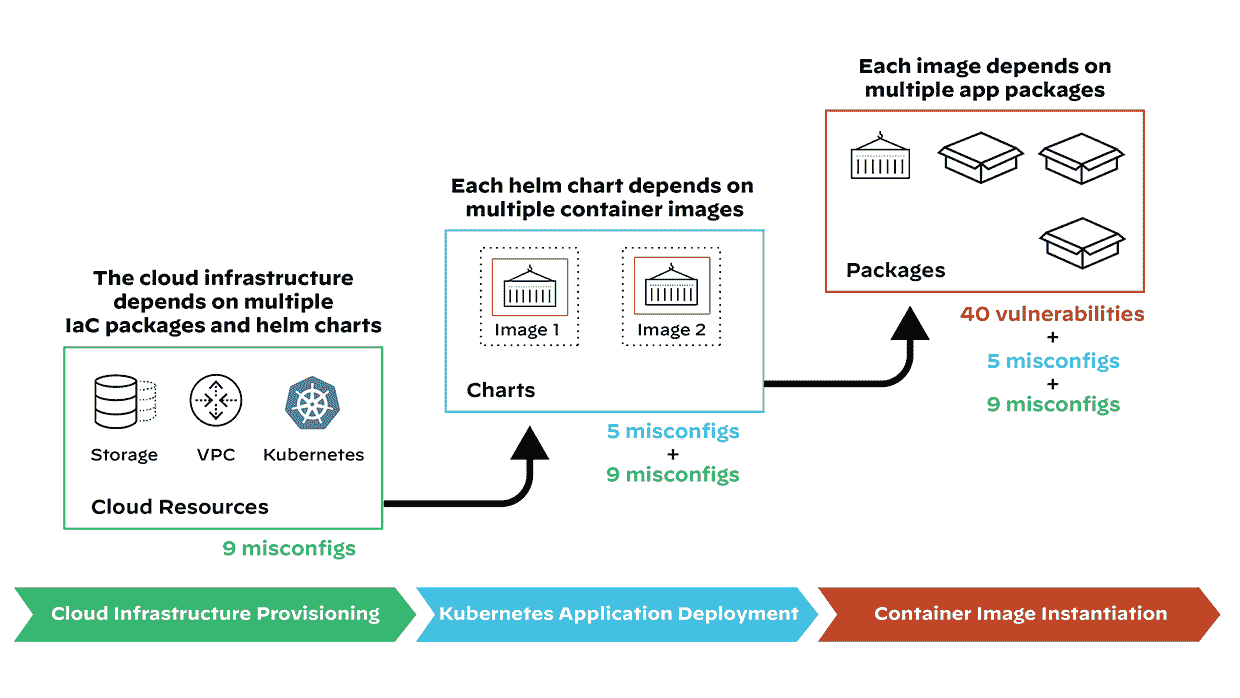 Each image depends on
multiple app packages
Packages
40 vulnerabilities
+
5 misconfigs
+
9 misconfigs
Each helm chart depends on
multiple container images
Image 1
Image 2
Charts
5 misconfigs
+
9 misconfigs
The cloud infrastructure
depends on multiple
IaC packages and helm charts
Storage
VPC
Kubernetes
Cloud Resources
9 misconfigs
Cloud Infrastructure Provisioning
Kubernetes Application Deployment
Container Image Instantiation